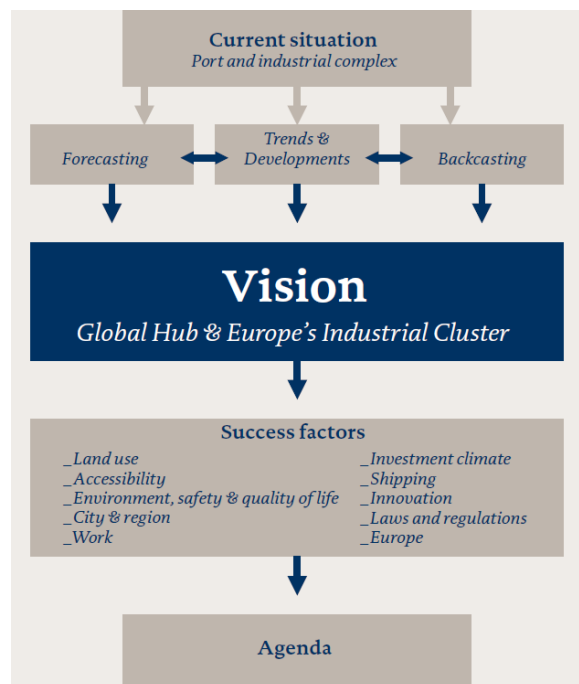 Current situation
Port and industrial complex
Forecasting
Trends &
Developments
Backcasting
Vision
Global Hub & Europe's Industrial Cluster
Success factors
_Land use
_Accessibility
_Environment, safety & quality of life
_City & region
_Work
_Investment climate
_Shipping
_Innovation
_Laws and regulations
_Europe
Agenda